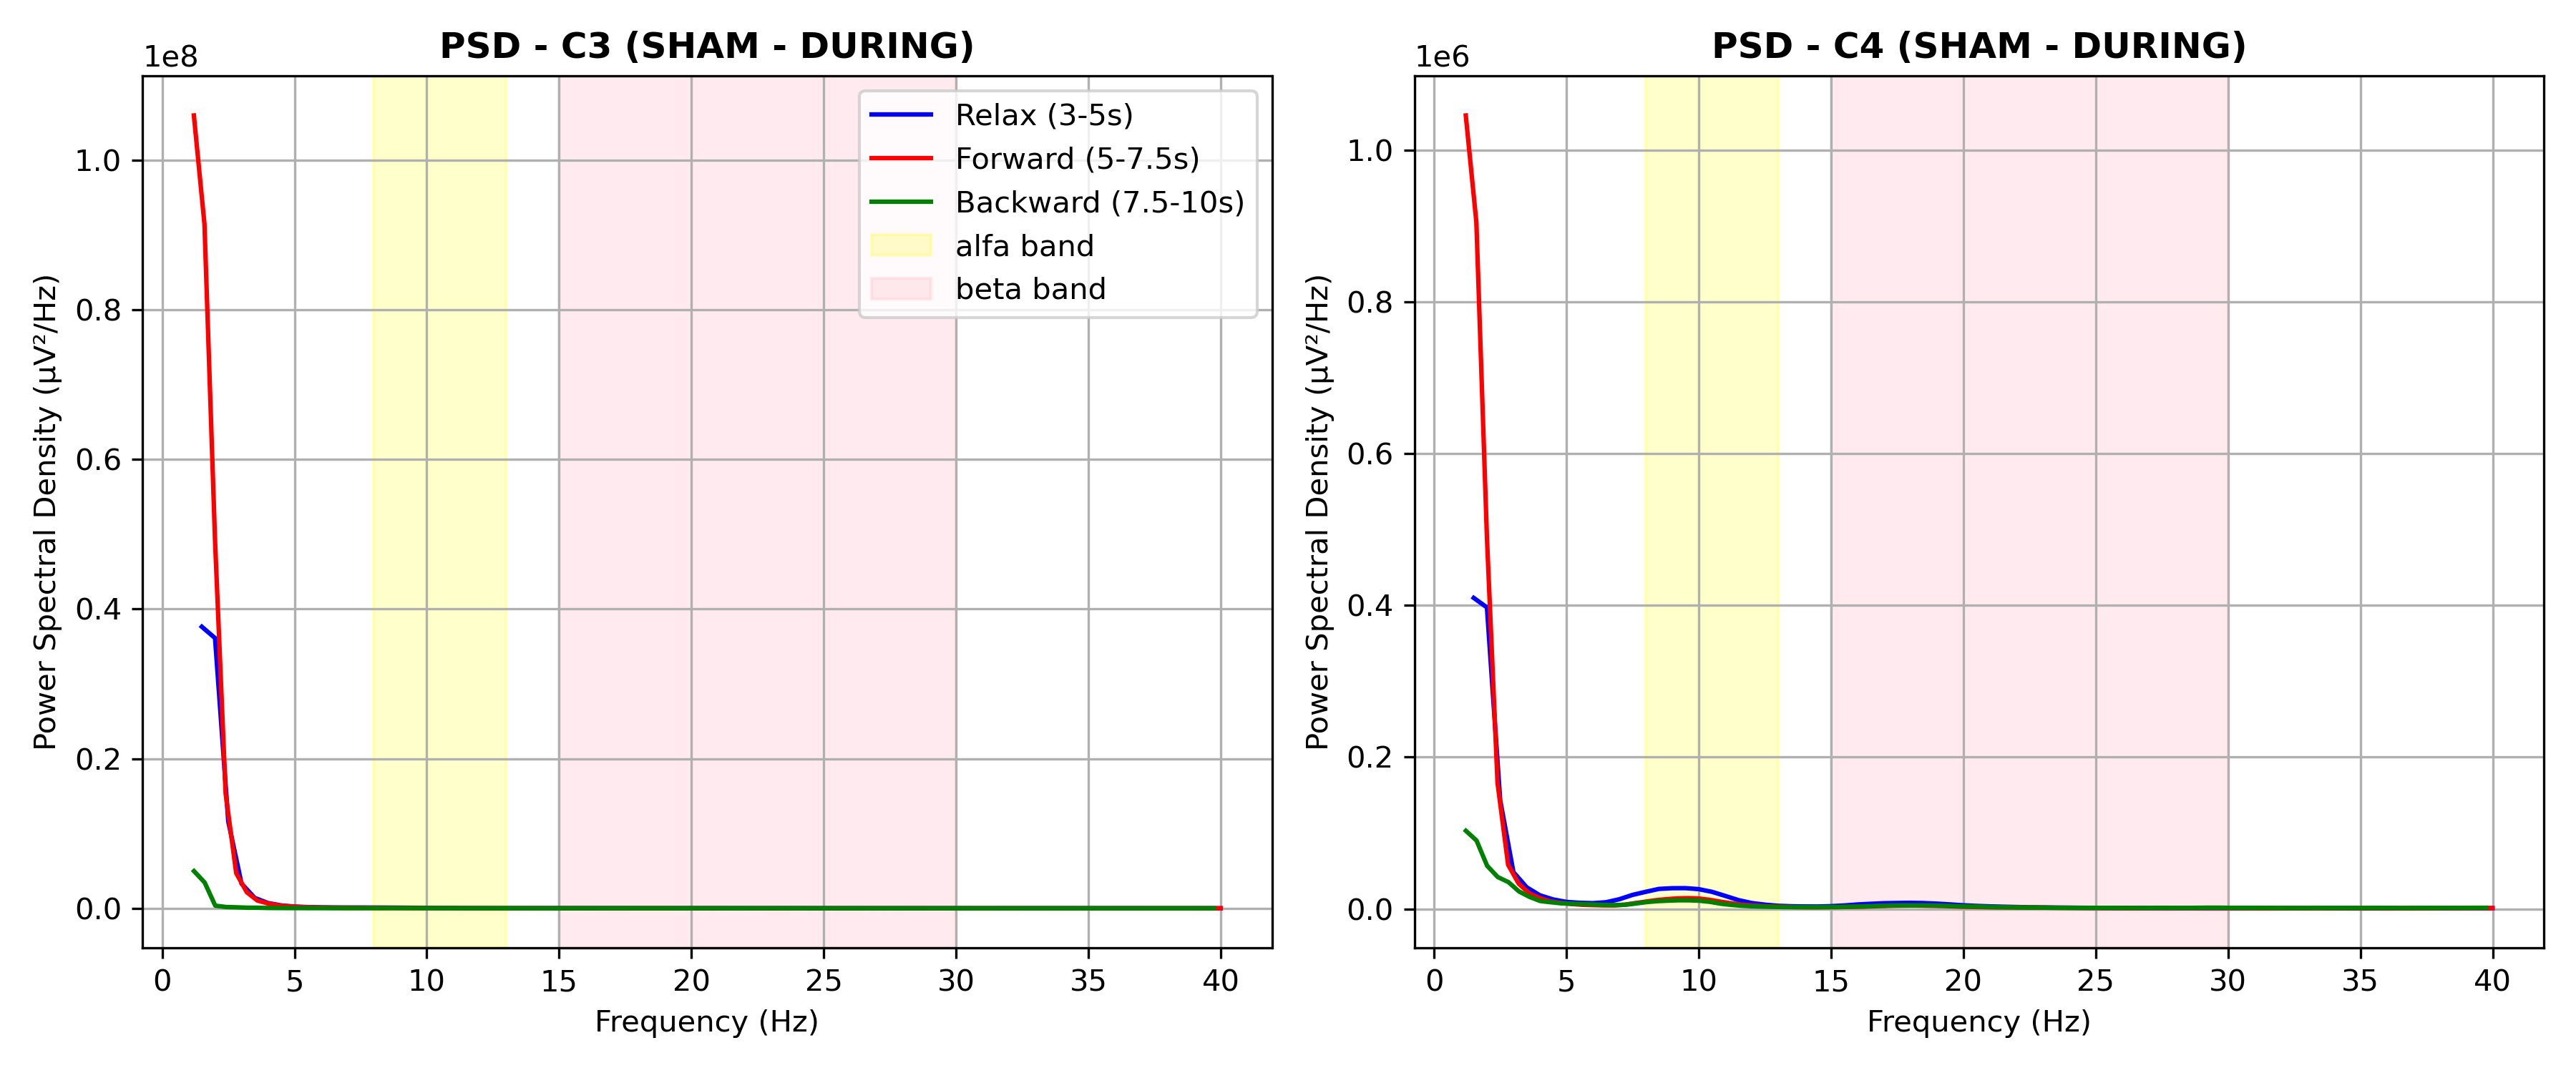 PSD - C3 (SHAM - DURING)
1e8
Power Spectral Density (µV²/Hz)
1.0
0.8
0.6
0.4
0.2
0.0
0 5 10 15 20 25 30 35 40
Frequency (Hz)
Relax (3-5s)
Forward (5-7.5s)
Backward (7.5-10s)
alfa band
beta band
PSD - C4 (SHAM - DURING)
1e6
Power Spectral Density (µV²/Hz)
1.0
0.8
0.6
0.4
0.2
0.0
0 5 10 15 20 25 30 35 40
Frequency (Hz)